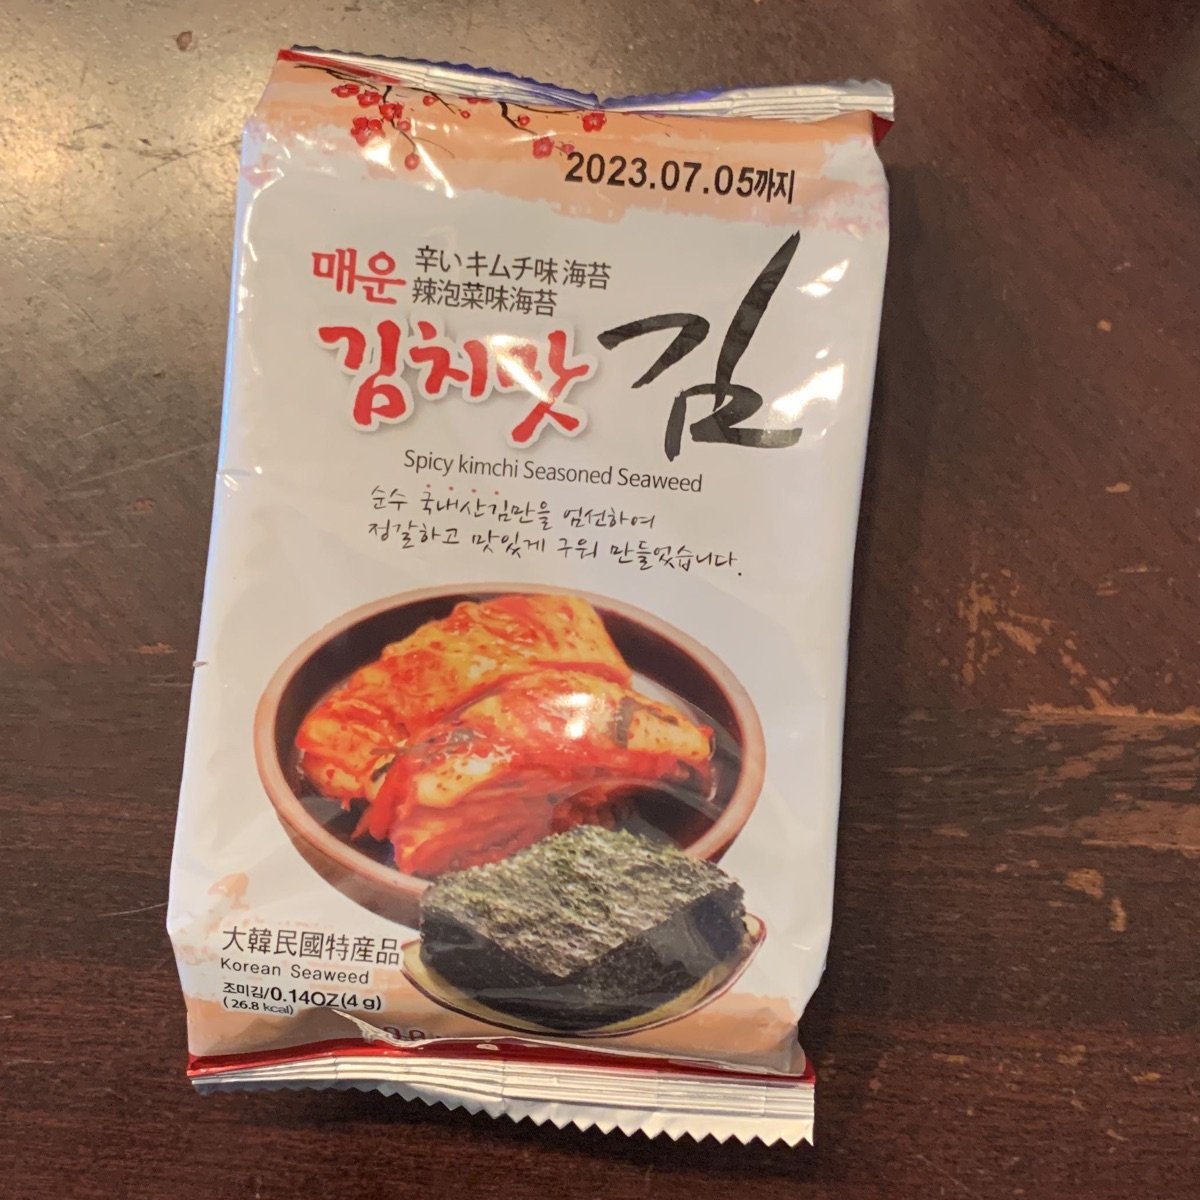 2023.07.05까지
매운
辛い キムチ味 海苔
辣泡菜味海苔
김치맛 김
Spicy kimchi Seasoned Seaweed
순수 국내산김만을 엄선하여
정갈하고 맛있게 구워 만들었습니다.
大韓民國特産品
Korean Seaweed
조미김/0.14OZ(4 g)
(26.8 kcal)